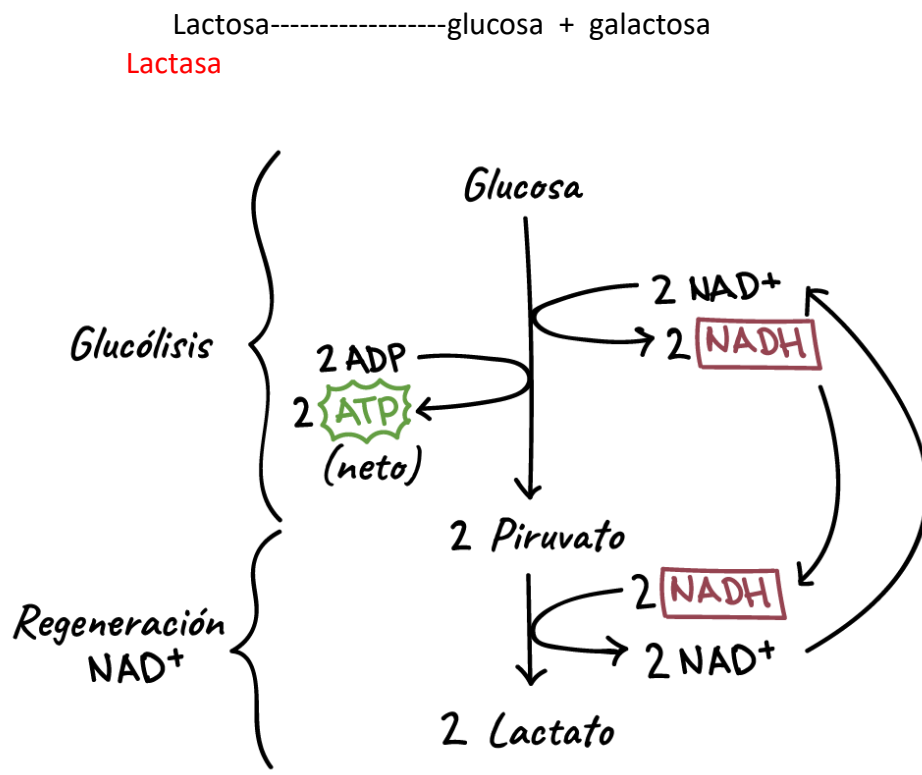 Lactosa-----------------glucosa + galactosa
Lactasa
Glucosa
2 NAD+
2 NADH
Glucólisis
2 ADP
2 ATP
(neto)
2 Piruvato
2 NADH
Regeneración
NAD+
2 NAD+
2 Lactato